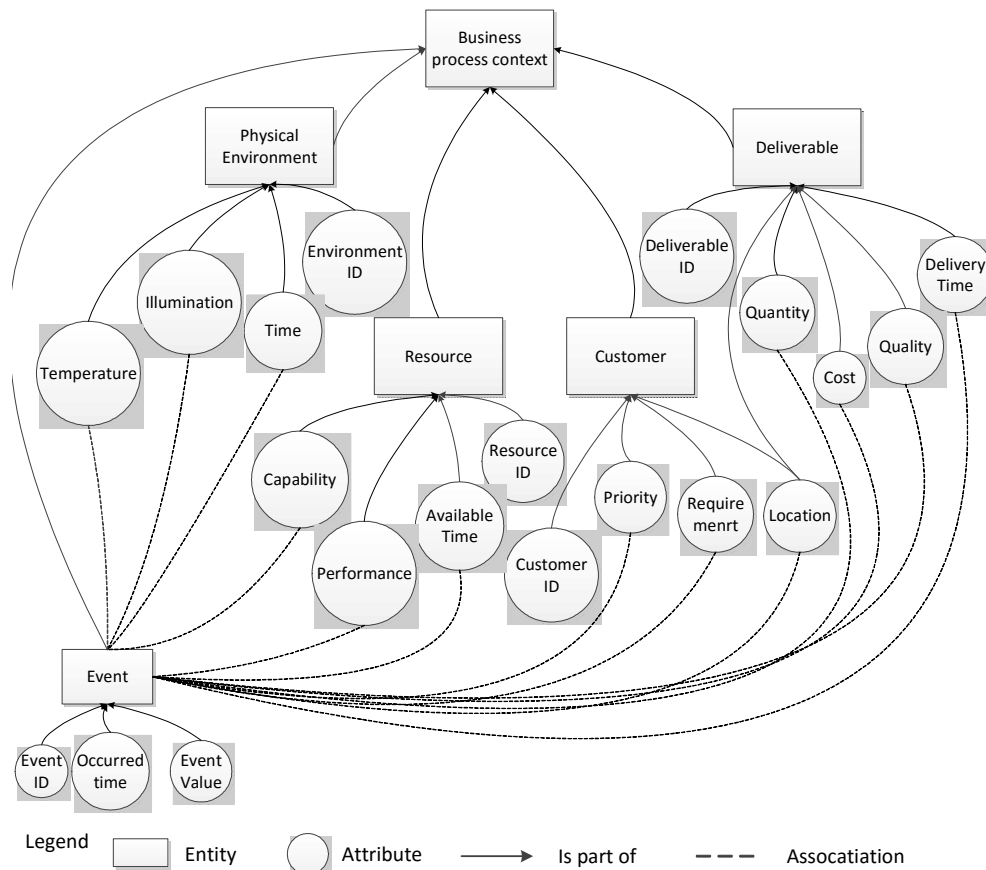 Business
process context
Physical
Environment
Deliverable
Environment
ID
Deliverable
ID
Delivery
Time
Illumination
Time
Quantity
Temperature
Resource
Customer
Cost
Quality
Capability
Resource
ID
Priority
Require
menrt
Location
Available
Time
Performance
Customer
ID
Event
Event
ID
Occurred
time
Event
Value
Legend
Entity
Attribute
Is part of
Assocatiation